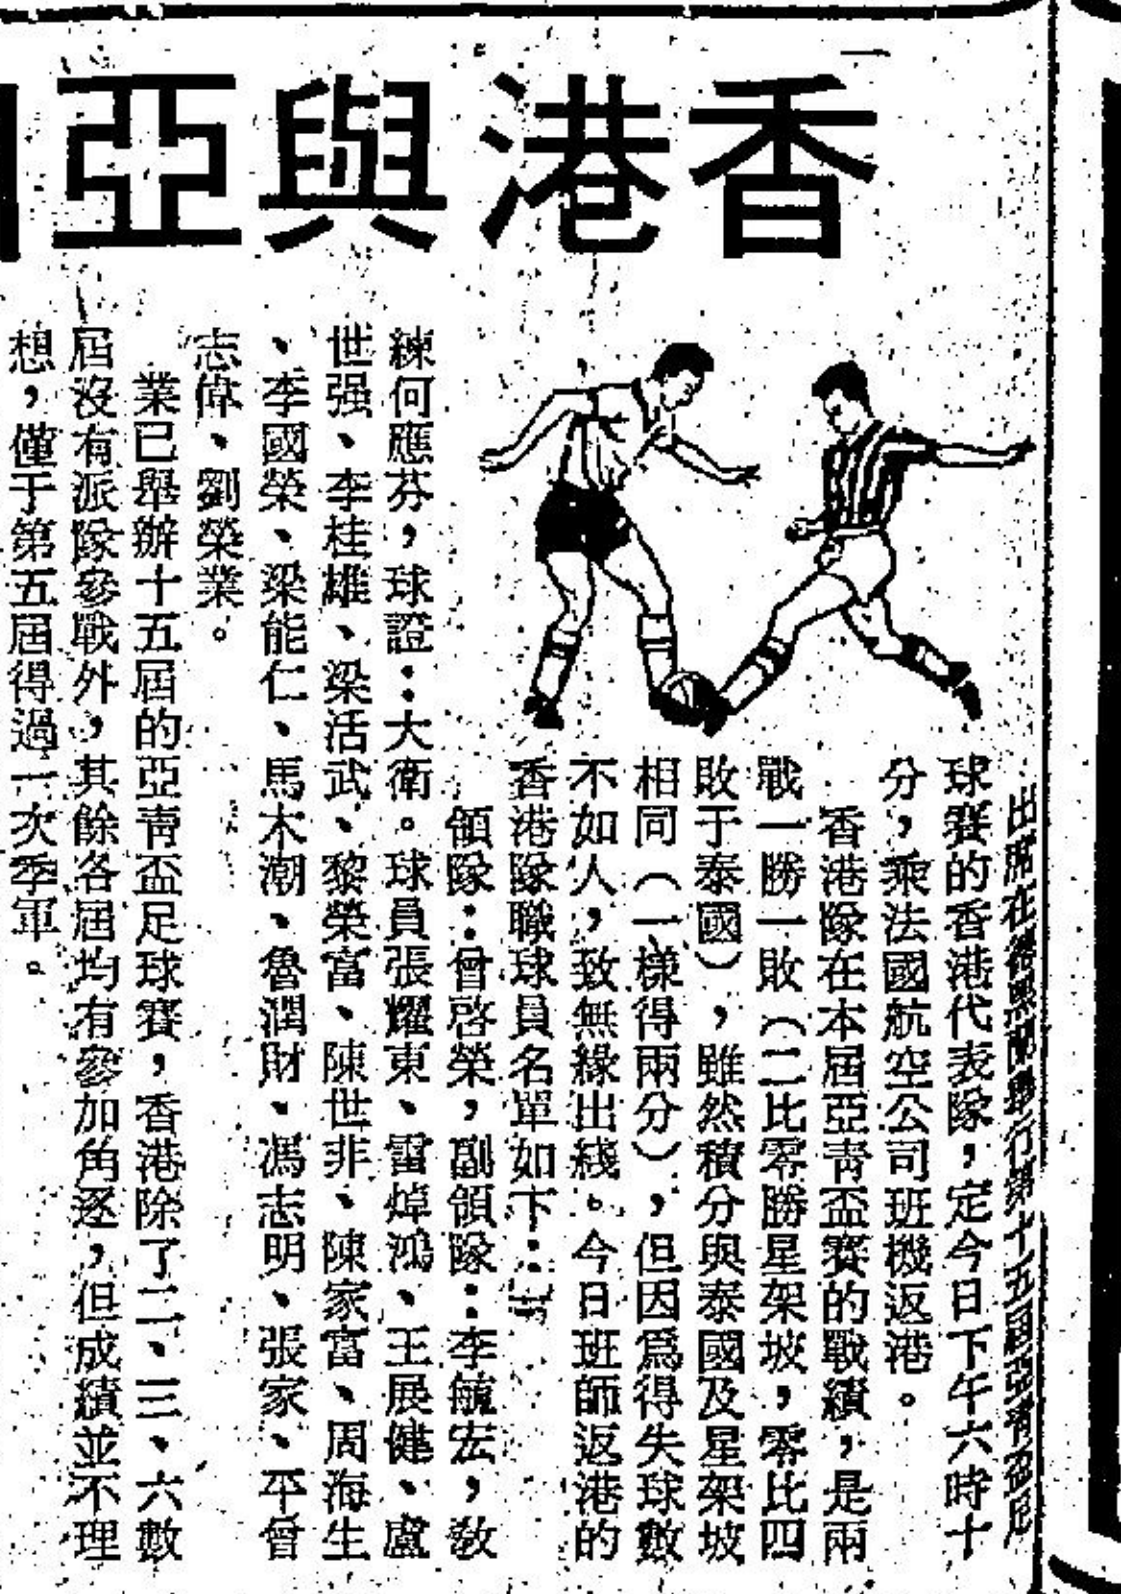 香港與亞
出席在德黑蘭舉行第十五屆亞青盃足
球賽的香港代表隊，定今日下午六時十
分，乘法國航空公司班機返港。
香港隊在本屆亞青盃賽的戰績，是兩
戰一勝一敗（二比零勝星架坡，零比四
敗于泰國），雖然積分與泰國及星架坡
相同（一樣得兩分），但因爲得失球數
不如人，致無緣出綫。今日班師返港的
香港隊職球員名單如下：
領隊：曾啓榮，副領隊：李毓宏，教
練何應芬，球證：大衛。球員張耀東、雷焯鴻、王展健、盧
世强、李桂雄、梁活武、黎榮富、陳世非、陳家富、周海生
、李國榮、梁能仁、馬木潮、魯潤財、馮志明、張家、平曾
志偉、劉榮業。
業已舉辦十五屆的亞靑盃足球賽，香港除了二、三、六數
屆沒有派隊參戰外，其餘各屆均有參加角逐，但成績並不理
想，僅于第五屆得過一次季軍。